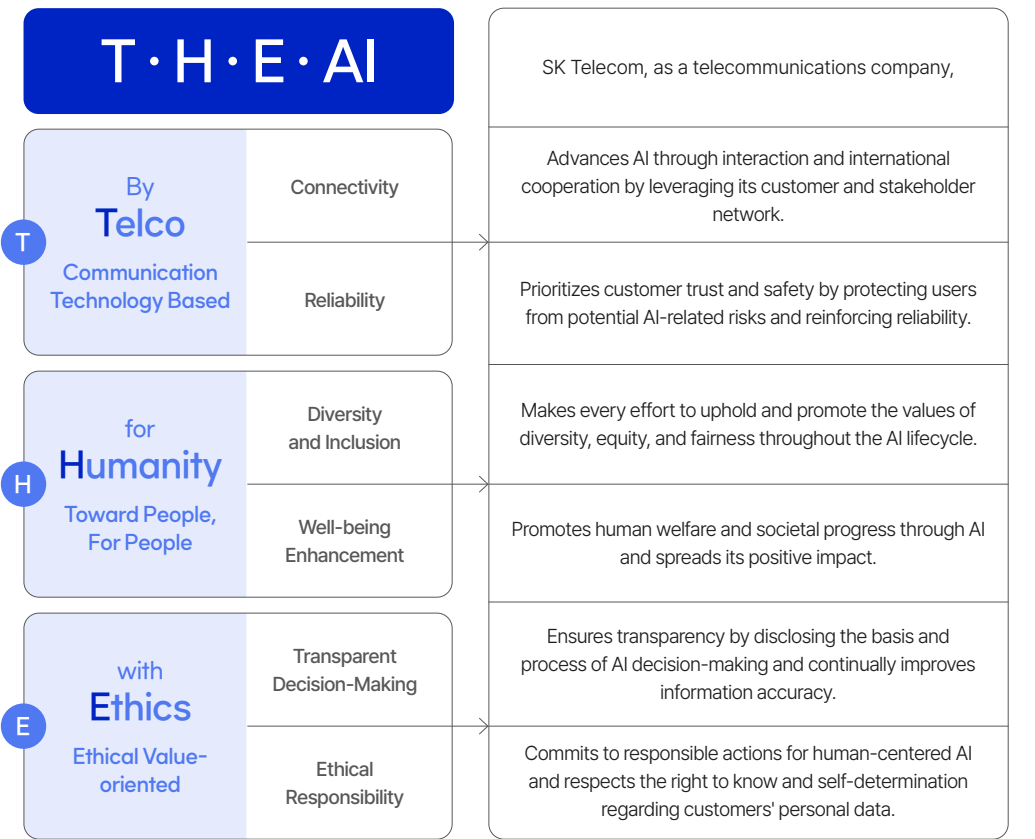 T·H·E·AI
SK Telecom, as a telecommunications company,
T
By
Telco
Communication
Technology Based
Connectivity
Advances AI through interaction and international
cooperation by leveraging its customer and stakeholder
network.
Reliability
Prioritizes customer trust and safety by protecting users
from potential AI-related risks and reinforcing reliability.
H
for
Humanity
Toward People,
For People
Diversity
and Inclusion
Makes every effort to uphold and promote the values of
diversity, equity, and fairness throughout the AI lifecycle.
Well-being
Enhancement
Promotes human welfare and societal progress through AI
and spreads its positive impact.
E
with
Ethics
Ethical Value-
oriented
Transparent
Decision-Making
Ensures transparency by disclosing the basis and
process of AI decision-making and continually improves
information accuracy.
Ethical
Responsibility
Commits to responsible actions for human-centered AI
and respects the right to know and self-determination
regarding customers' personal data.